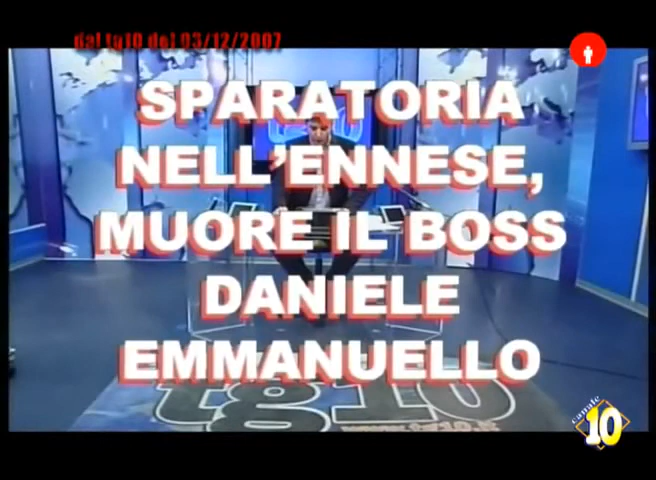 dal tg10 del 03/12/2007
SPARATORIA
NELL'ENNESE,
MUORE IL BOSS
DANIELE
EMMANUELLO
tg10
canale
10